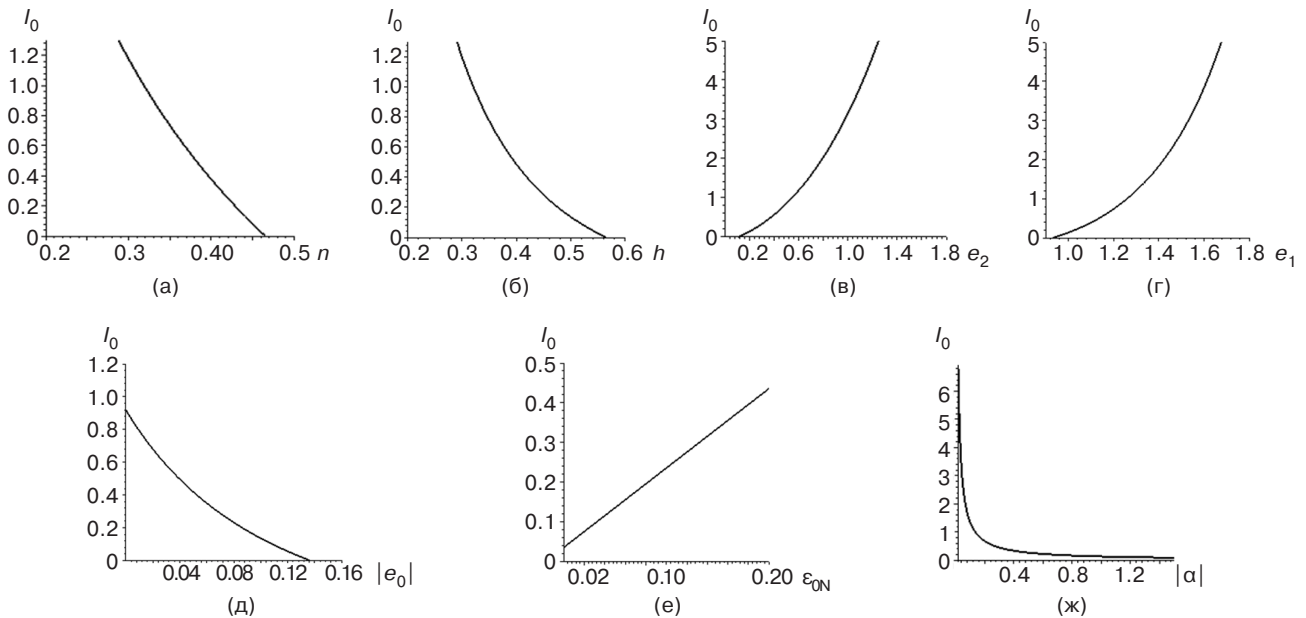 I₀ I₀ I₀ I₀
1.2 1.0 0.8 0.6 0.4 0.2 0
0.2 0.3 0.40 0.5 n
(а)
1.2 1.0 0.8 0.6 0.4 0.2 0
0.2 0.3 0.4 0.5 0.6 h
(б)
5 4 3 2 1 0
0.2 0.6 1.0 1.4 1.8 e₂
(в)
5 4 3 2 1 0
1.0 1.2 1.4 1.6 1.8 e₁
(г)
I₀ I₀ I₀
1.2 1.0 0.8 0.6 0.4 0.2 0
0.04 0.08 0.12 0.16 |e₀|
(д)
0.5 0.4 0.3 0.2 0.1 0
0.02 0.10 0.20 ε₀N
(е)
6 5 4 3 2 1 0
0.4 0.8 1.2 |α|
(ж)